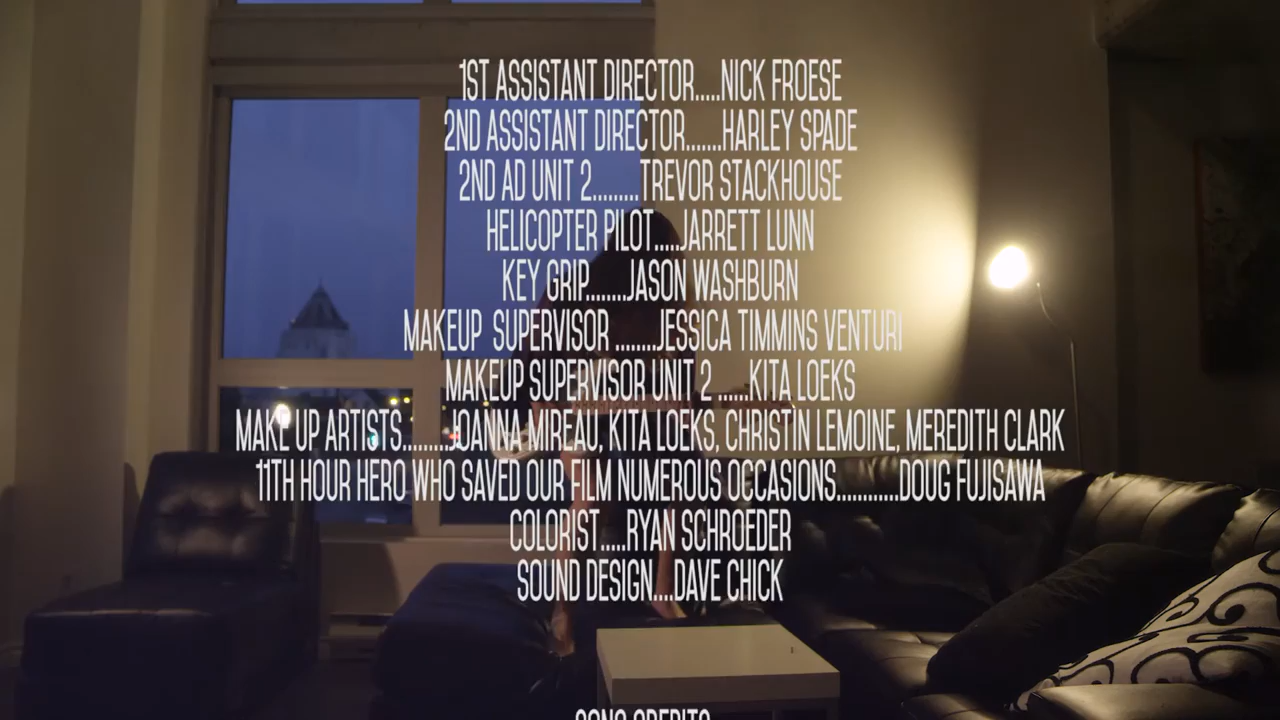 1ST ASSISTANT DIRECTOR.....NICK FROESE
2ND ASSISTANT DIRECTOR.......HARLEY SPADE
2ND AD UNIT 2.........TREVOR STACKHOUSE
HELICOPTER PILOT.....JARRETT LUNN
KEY GRIP........JASON WASHBURN
MAKEUP  SUPERVISOR ........JESSICA TIMMINS VENTURI
MAKEUP SUPERVISOR UNIT 2 ......KITA LOEKS
MAKE UP ARTISTS.........JOANNA MIREAU, KITA LOEKS, CHRISTIN LEMOINE, MEREDITH CLARK
11TH HOUR HERO WHO SAVED OUR FILM NUMEROUS OCCASIONS............DOUG FUJISAWA
COLORIST.....RYAN SCHROEDER
SOUND DESIGN....DAVE CHICK
SONG CREDITS